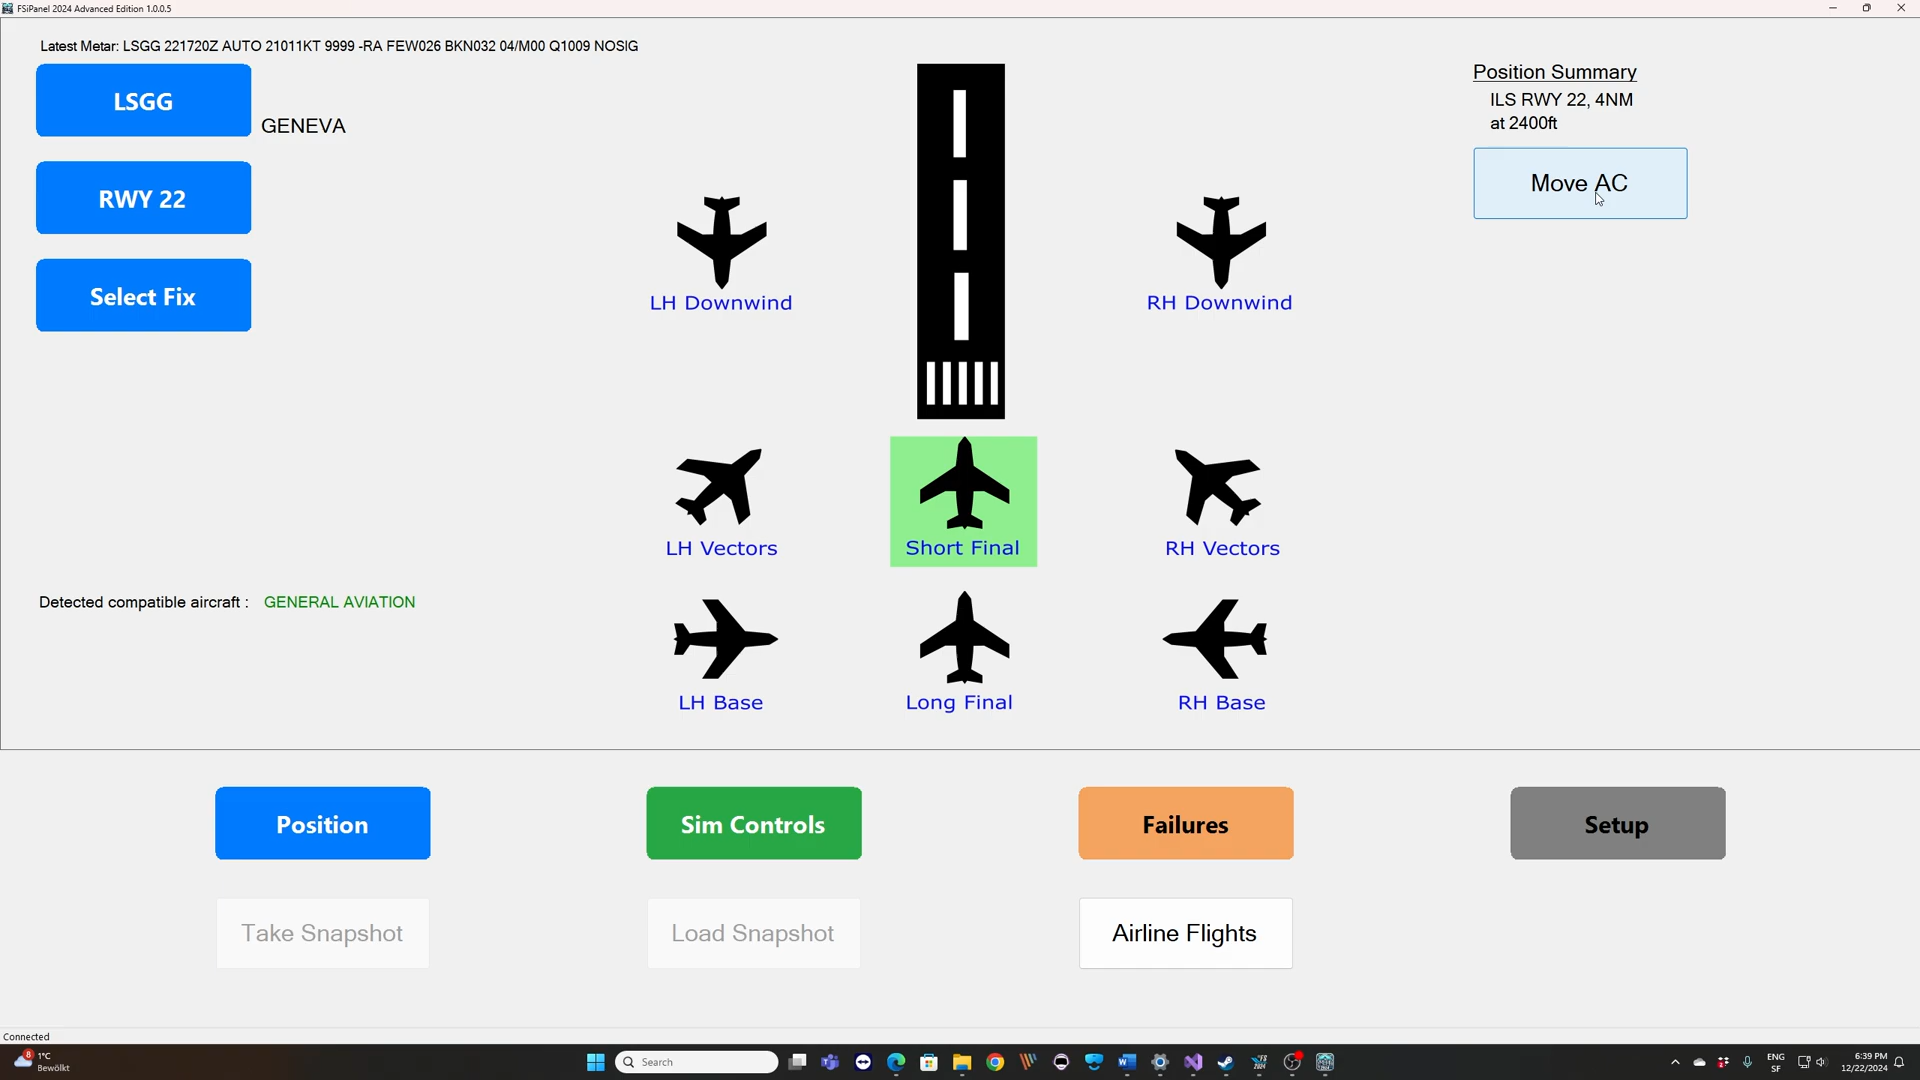 FSiPanel 2024 Advanced Edition 1.0.0.5
Latest Metar: LSGG 221720Z AUTO 21011KT 9999 -RA FEW026 BKN032 04/M00 Q1009 NOSIG
LSGG
GENEVA
RWY 22
Select Fix
Position Summary
ILS RWY 22, 4NM
at 2400ft
Move AC
LH Downwind
RH Downwind
LH Vectors
Short Final
RH Vectors
Detected compatible aircraft : GENERAL AVIATION
LH Base
Long Final
RH Base
Position
Sim Controls
Failures
Setup
Take Snapshot
Load Snapshot
Airline Flights
Connected
8
1°C
Bewölkt
Search
ENG
SF
6:39 PM
12/22/2024